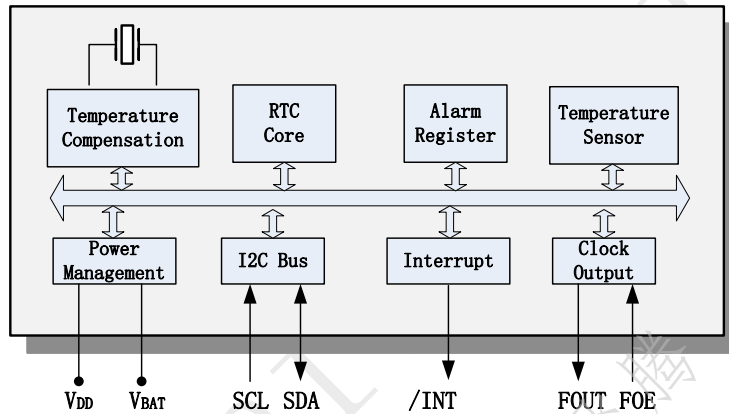 Temperature
Compensation
RTC
Core
Alarm
Register
Temperature
Sensor
Power
Management
I2C Bus
Interrupt
Clock
Output
VDD
VBAT
SCL
SDA
/INT
FOUT
FOE
腾